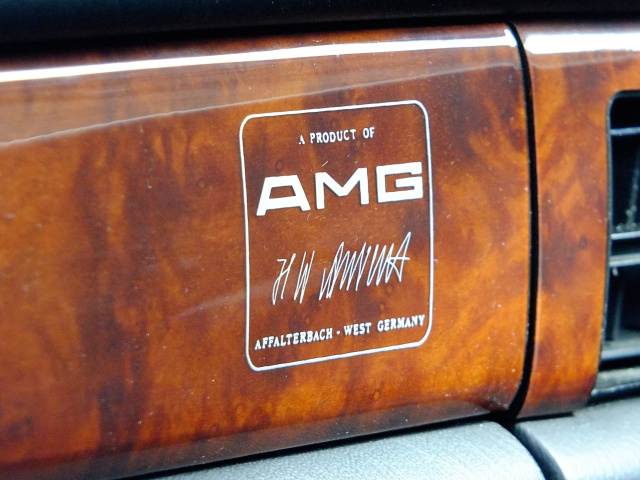 A PRODUCT OF
AMG
AFFALTERBACH - WEST GERMANY